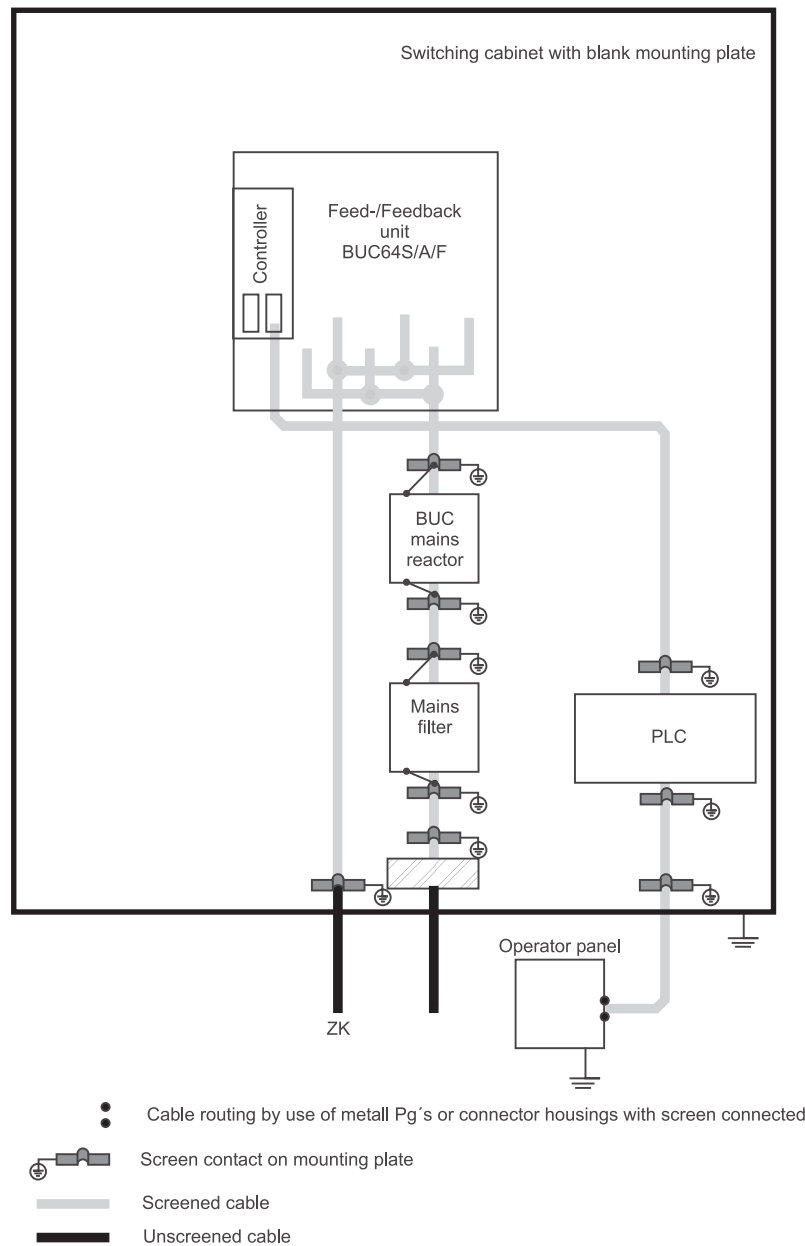 Switching cabinet with blank mounting plate
Controller
Feed-/Feedback
unit
BUC64S/A/F
BUC
mains
reactor
Mains
filter
PLC
Operator panel
ZK
Cable routing by use of metall Pg´s or connector housings with screen connected
Screen contact on mounting plate
Screened cable
Unscreened cable